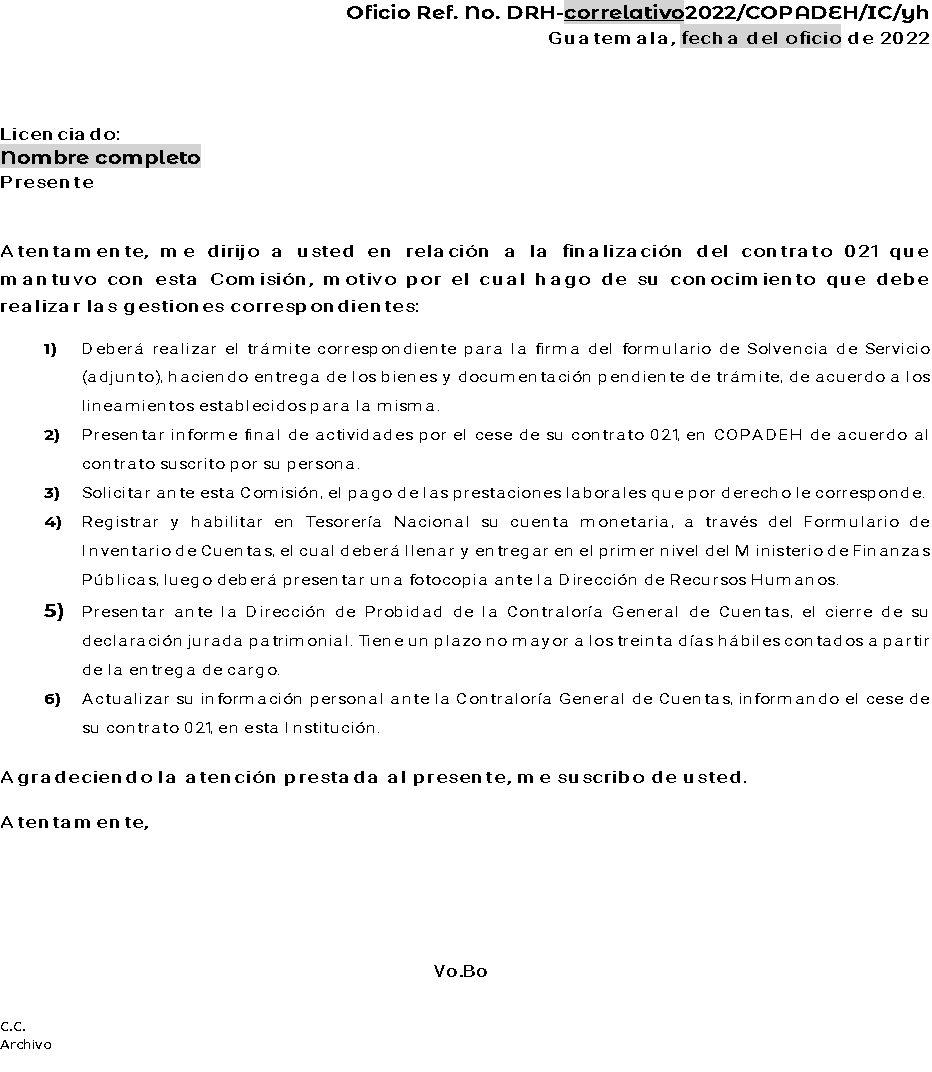 Oficio Ref. No. DRH-correlativo2022/COPADEH/IC/yh
Guatemala, fecha del oficio de 2022
Licenciado:
Nombre completo
Presente
Atentamente, me dirijo a usted en relación a la finalización del contrato 021 que
mantuvo con esta Comisión, motivo por el cual hago de su conocimiento que debe
realizar las gestiones correspondientes:
1) Deberá realizar el trámite correspondiente para la firma del formulario de Solvencia de Servicio
(adjunto), haciendo entrega de los bienes y documentación pendiente de trámite, de acuerdo a los
lineamientos establecidos para la misma.
2) Presentar informe final de actividades por el cese de su contrato 021, en COPADEH de acuerdo al
contrato suscrito por su persona.
3) Solicitar ante esta Comisión, el pago de las prestaciones laborales que por derecho le corresponde.
4) Registrar y habilitar en Tesorería Nacional su cuenta monetaria, a través del Formulario de
Inventario de Cuentas, el cual deberá llenar y entregar en el primer nivel del Ministerio de Finanzas
Públicas, luego deberá presentar una fotocopia ante la Dirección de Recursos Humanos.
5) Presentar ante la Dirección de Probidad de la Contraloría General de Cuentas, el cierre de su
declaración jurada patrimonial. Tiene un plazo no mayor a los treinta días hábiles contados a partir
de la entrega de cargo.
6) Actualizar su información personal ante la Contraloría General de Cuentas, informando el cese de
su contrato 021, en esta Institución.
Agradeciendo la atención prestada al presente, me suscribo de usted.
Atentamente,
Vo.Bo
C.C.
Archivo